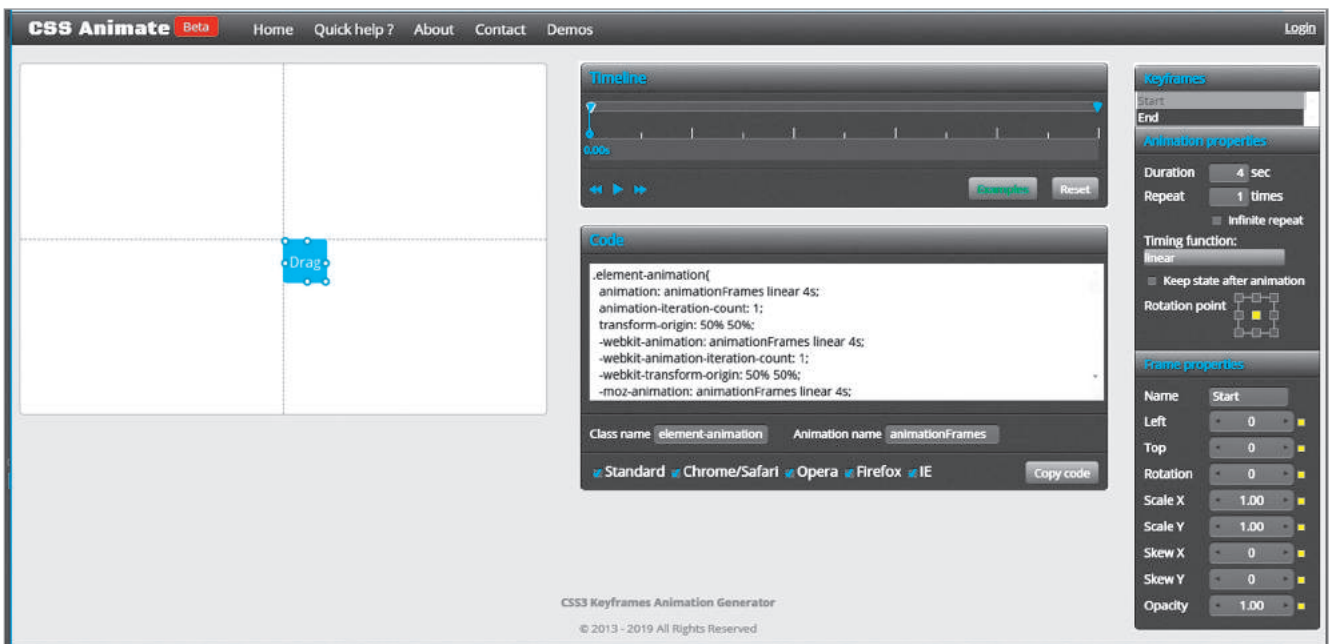 CSS Animate Beta Home Quick help ? About Contact Demos Login
Drag
Timeline
0.00s
Examples Reset
Code
.element-animation{
animation: animationFrames linear 4s;
animation-iteration-count: 1;
transform-origin: 50% 50%;
-webkit-animation: animationFrames linear 4s;
-webkit-animation-iteration-count: 1;
-webkit-transform-origin: 50% 50%;
-moz-animation: animationFrames linear 4s;
Class name element-animation Animation name animationFrames
Standard Chrome/Safari Opera Firefox IE Copy code
Keyframes
Start
End
Animation properties
Duration 4 sec
Repeat 1 times
Infinite repeat
Timing function:
linear
Keep state after animation
Rotation point
Frame properties
Name Start
Left 0
Top 0
Rotation 0
Scale X 1.00
Scale Y 1.00
Skew X 0
Skew Y 0
Opacity 1.00
CSS3 Keyframes Animation Generator
© 2013 - 2019 All Rights Reserved